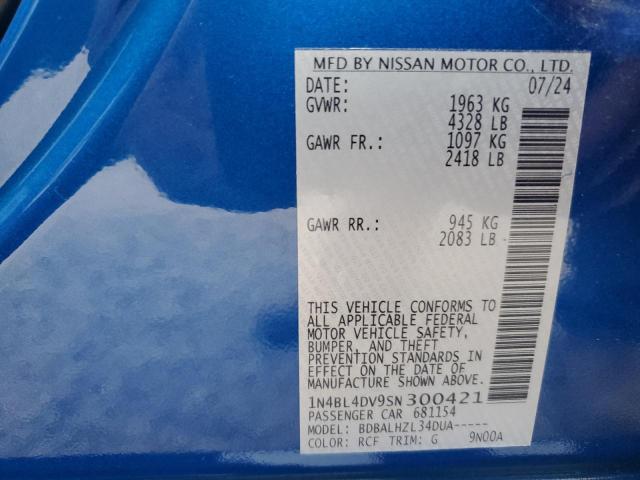 MFD BY NISSAN MOTOR CO., LTD.
DATE: 07/24
GVWR: 1963 KG
4328 LB
GAWR FR.: 1097 KG
2418 LB
GAWR RR.: 945 KG
2083 LB
THIS VEHICLE CONFORMS TO
ALL APPLICABLE FEDERAL
MOTOR VEHICLE SAFETY,
BUMPER, AND THEFT
PREVENTION STANDARDS IN
EFFECT ON THE DATE OF
MANUFACTURE SHOWN ABOVE.
1N4BL4DV9SN300421
PASSENGER CAR 681154
MODEL: BDBALHZL34DUA-----
COLOR: RCF TRIM: G 9N00A